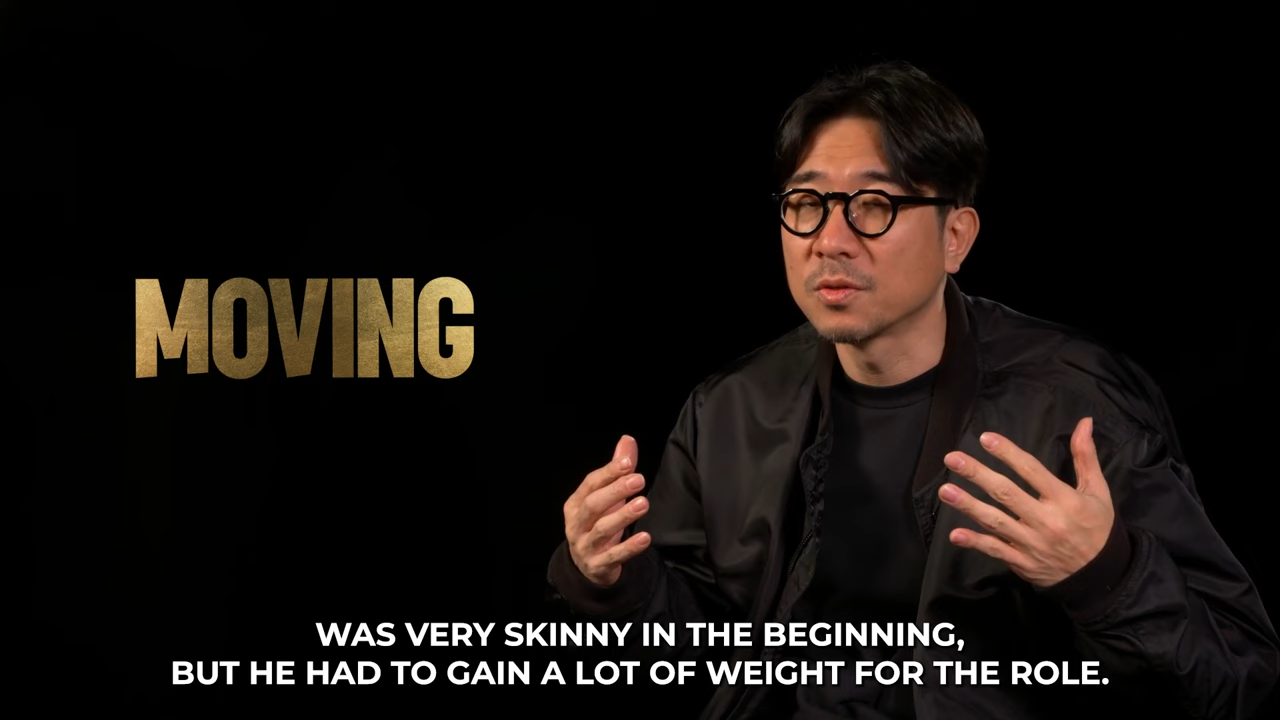 MOVING
WAS VERY SKINNY IN THE BEGINNING,
BUT HE HAD TO GAIN A LOT OF WEIGHT FOR THE ROLE.